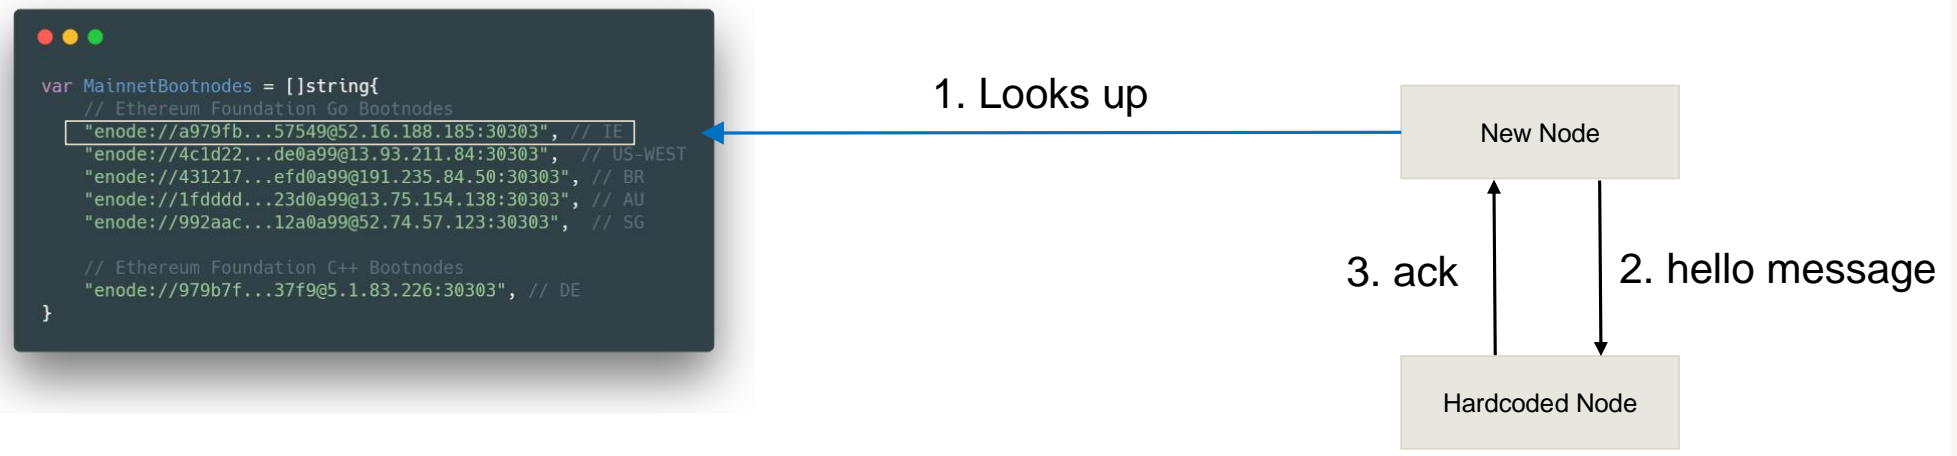 var MainnetBootnodes = []string{
// Ethereum Foundation Go Bootnodes
"enode://a979fb...57549@52.16.188.185:30303", // IE
"enode://4c1d22...de0a99@13.93.211.84:30303",  // US-WEST
"enode://431217...efd0a99@191.235.84.50:30303", // BR
"enode://1fdddd...23d0a99@13.75.154.138:30303", // AU
"enode://992aac...12a0a99@52.74.57.123:30303",  // SG
// Ethereum Foundation C++ Bootnodes
"enode://979b7f...37f9@5.1.83.226:30303", // DE
}
1. Looks up
New Node
3. ack
2. hello message
Hardcoded Node